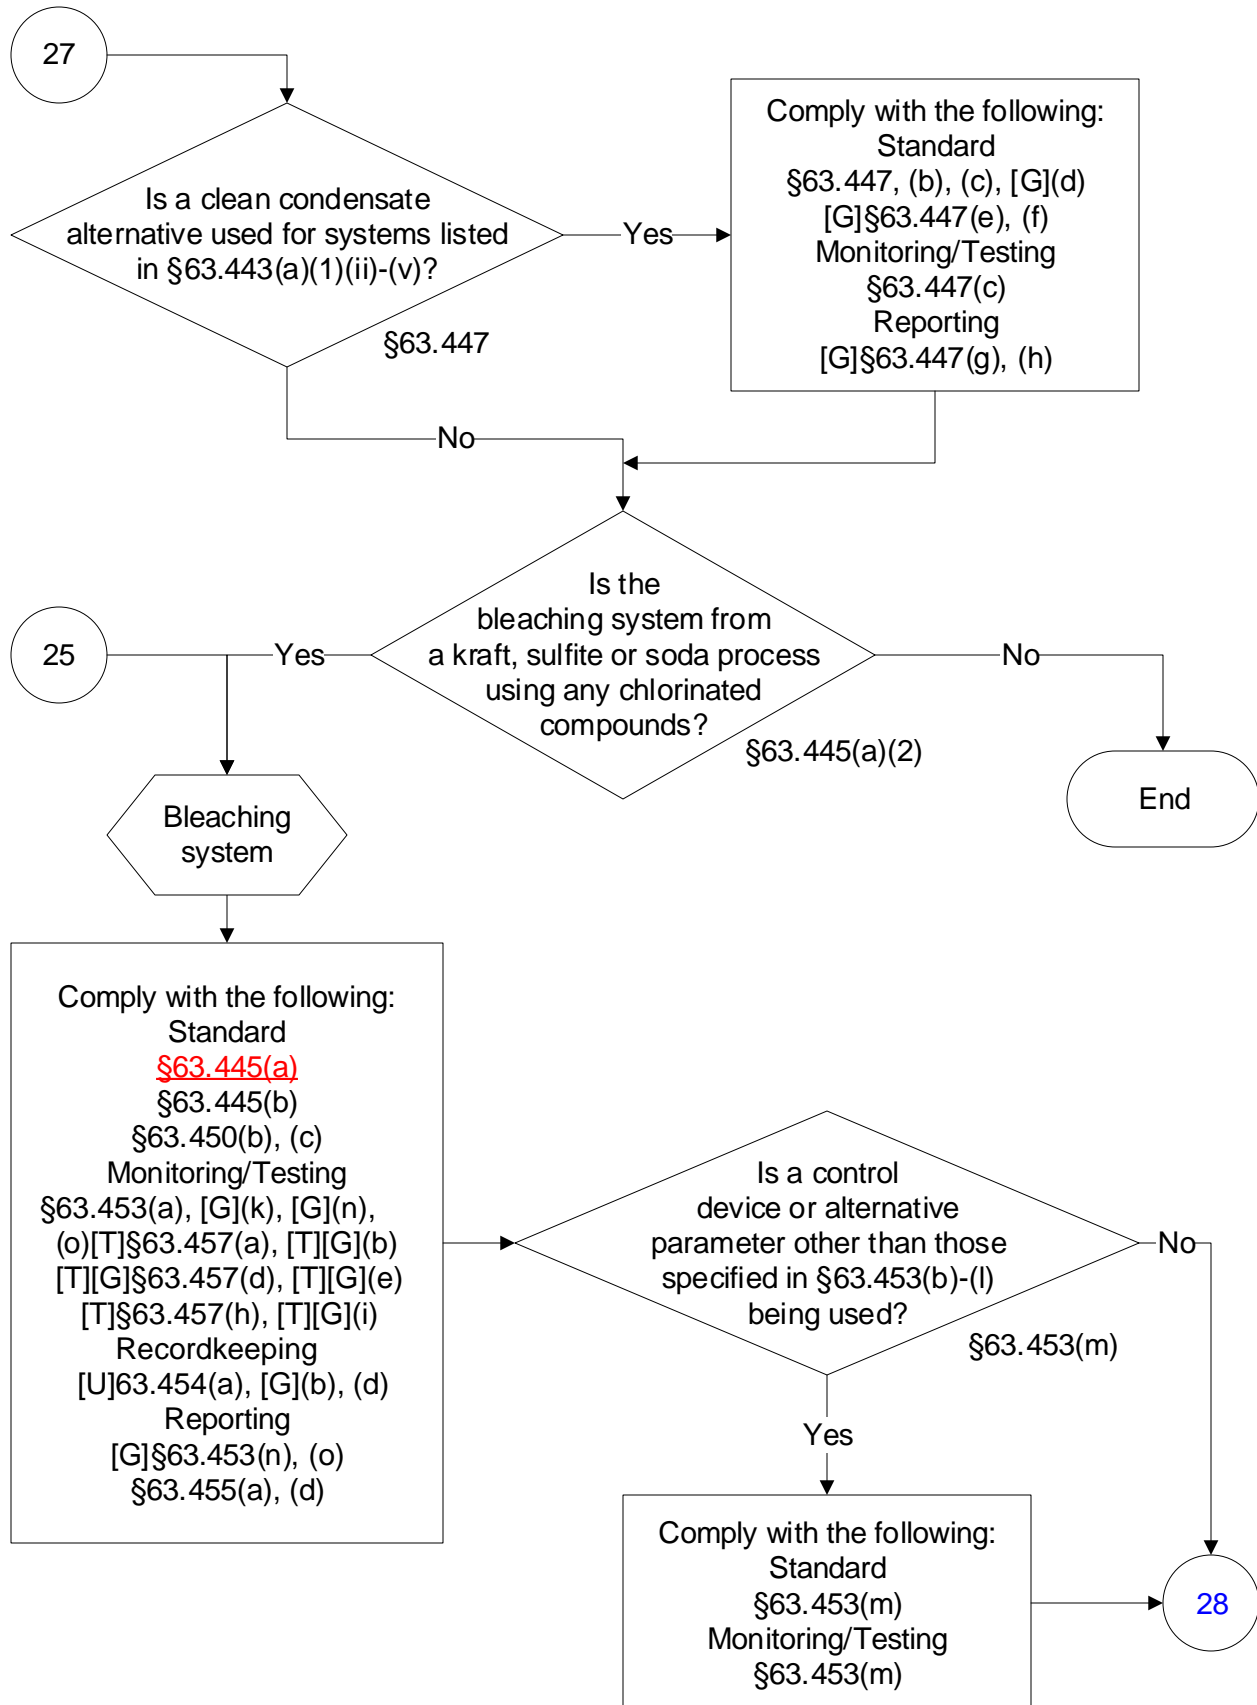 27
Is a clean condensate
alternative used for systems listed
in §63.443(a)(1)(ii)-(v)?
§63.447
Yes
Comply with the following:
Standard
§63.447, (b), (c), [G](d)
[G]§63.447(e), (f)
Monitoring/Testing
§63.447(c)
Reporting
[G]§63.447(g), (h)
No
Is the
bleaching system from
a kraft, sulfite or soda process
using any chlorinated
compounds?
§63.445(a)(2)
25
Yes
No
End
Bleaching
system
Comply with the following:
Standard
§63.445(a)
§63.445(b)
§63.450(b), (c)
Monitoring/Testing
§63.453(a), [G](k), [G](n),
(o)[T]§63.457(a), [T][G](b)
[T][G]§63.457(d), [T][G](e)
[T]§63.457(h), [T][G](i)
Recordkeeping
[U]63.454(a), [G](b), (d)
Reporting
[G]§63.453(n), (o)
§63.455(a), (d)
Is a control
device or alternative
parameter other than those
specified in §63.453(b)-(l)
being used?
§63.453(m)
No
Yes
Comply with the following:
Standard
§63.453(m)
Monitoring/Testing
§63.453(m)
28